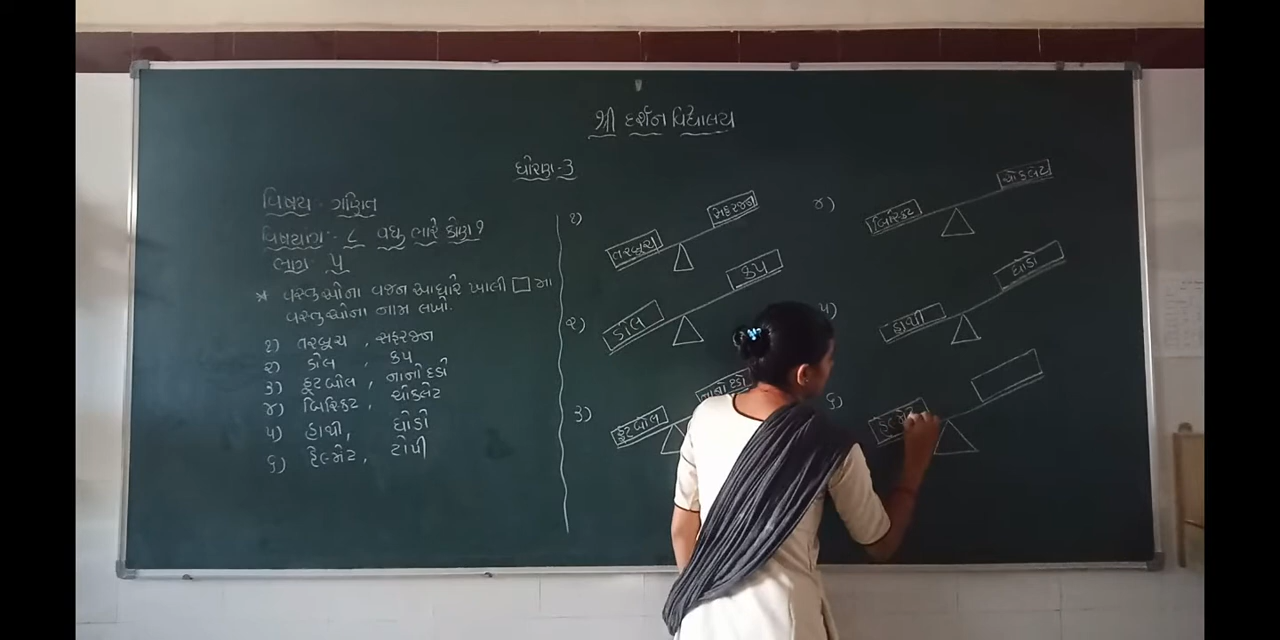 શ્રી દર્શન વિદ્યાલય
ધોરણ-૩
વિષય - ગણિત
વિષયાંગ :- ૮ વધુ ભારે કોણ ?
ભાગ ૫
* વસ્તુઓના વજન આધારે ખાલી □ મા
વસ્તુઓના નામ લખો.
૧) તરબૂચ , સફરજન
૨) ડોલ , કપ
૩) ફૂટબોલ , નાનો દડો
૪) બિસ્કિટ , ચોકલેટ
૫) હાથી, ઘોડો
૬) હેલ્મેટ, ટોપી
૧) તરબૂચ સફરજન
૨) ડોલ કપ
૩) ફૂટબોલ નાનો દડો
૪) બિસ્કિટ ચોકલેટ
૫) હાથી ઘોડો
૬) હેલ્મેટ